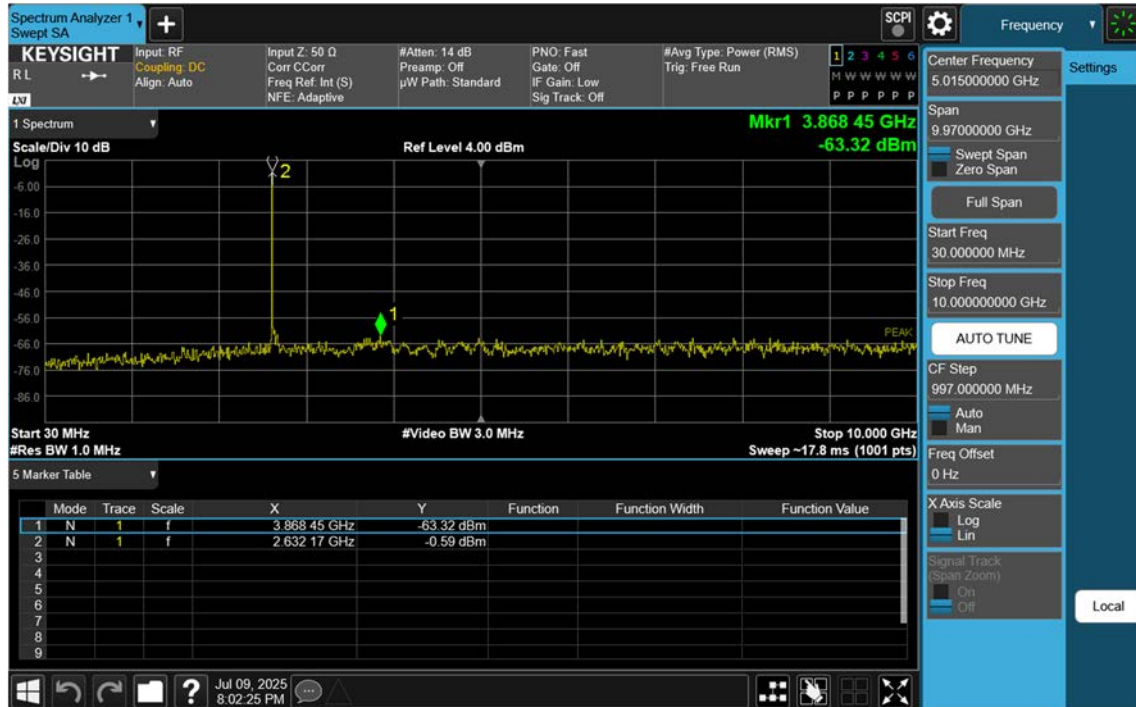 Spectrum Analyzer 1
Swept SA
SCPI
Frequency
KEYSIGHT
R L
LXI
Input: RF
Coupling: DC
Align: Auto
Input Z: 50 Ω
Corr CCorr
Freq Ref: Int (S)
NFE: Adaptive
#Atten: 14 dB
Preamp: Off
µW Path: Standard
PNO: Fast
Gate: Off
IF Gain: Low
Sig Track: Off
#Avg Type: Power (RMS)
Trig: Free Run
1 2 3 4 5 6
M W W W W W
P P P P P P
1 Spectrum
Scale/Div 10 dB
Ref Level 4.00 dBm
Mkr1 3.868 45 GHz
-63.32 dBm
Log
2
-6.00
-16.0
-26.0
-36.0
-46.0
-56.0
1
PEAK
-66.0
-76.0
-86.0
Start 30 MHz
#Video BW 3.0 MHz
Stop 10.000 GHz
#Res BW 1.0 MHz
Sweep ~17.8 ms (1001 pts)
5 Marker Table
Mode Trace Scale X Y Function Function Width Function Value
1 N 1 f 3.868 45 GHz -63.32 dBm
2 N 1 f 2.632 17 GHz -0.59 dBm
3
4
5
6
7
8
9
Center Frequency
5.015000000 GHz
Settings
Span
9.97000000 GHz
Swept Span
Zero Span
Full Span
Start Freq
30.000000 MHz
Stop Freq
10.000000000 GHz
AUTO TUNE
CF Step
997.000000 MHz
Auto
Man
Freq Offset
0 Hz
X Axis Scale
Log
Lin
Signal Track
(Span Zoom)
On
Off
Local
?
Jul 09, 2025
8:02:25 PM